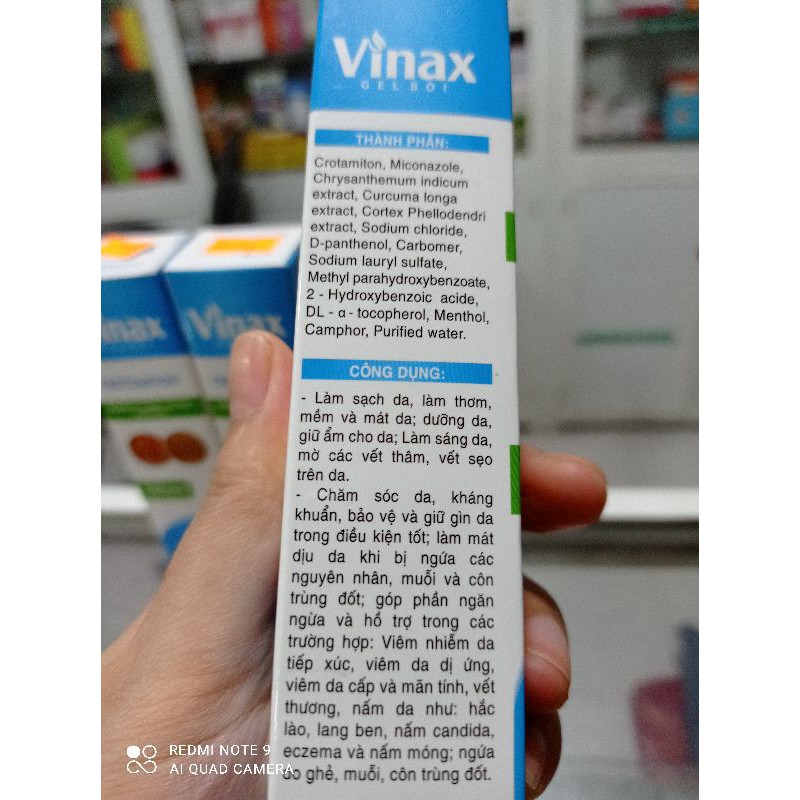 Vinax
GEL BÔI
THÀNH PHẦN:
Crotamiton, Miconazole,
Chrysanthemum indicum
extract, Curcuma longa
extract, Cortex Phellodendri
extract, Sodium chloride,
D-panthenol, Carbomer,
Sodium lauryl sulfate,
Methyl parahydroxybenzoate,
2 - Hydroxybenzoic acide,
DL - α - tocopherol, Menthol,
Camphor, Purified water.
CÔNG DỤNG:
- Làm sạch da, làm thơm,
mềm và mát da; dưỡng da,
giữ ẩm cho da; Làm sáng da,
mờ các vết thâm, vết sẹo
trên da.
- Chăm sóc da, kháng
khuẩn, bảo vệ và giữ gìn da
trong điều kiện tốt; làm mát
dịu da khi bị ngứa các
nguyên nhân, muỗi và côn
trùng đốt; góp phần ngăn
ngừa và hồ trợ trong các
trường hợp: Viêm nhiễm da
tiếp xúc, viêm da dị ứng,
viêm da cấp và mãn tính, vết
thương, nấm da như: hắc
lào, lang ben, nấm candida,
eczema và nấm móng; ngứa
do ghẻ, muỗi, côn trùng đốt.
inax
Vinax
REDMI NOTE 9
AI QUAD CAMERA